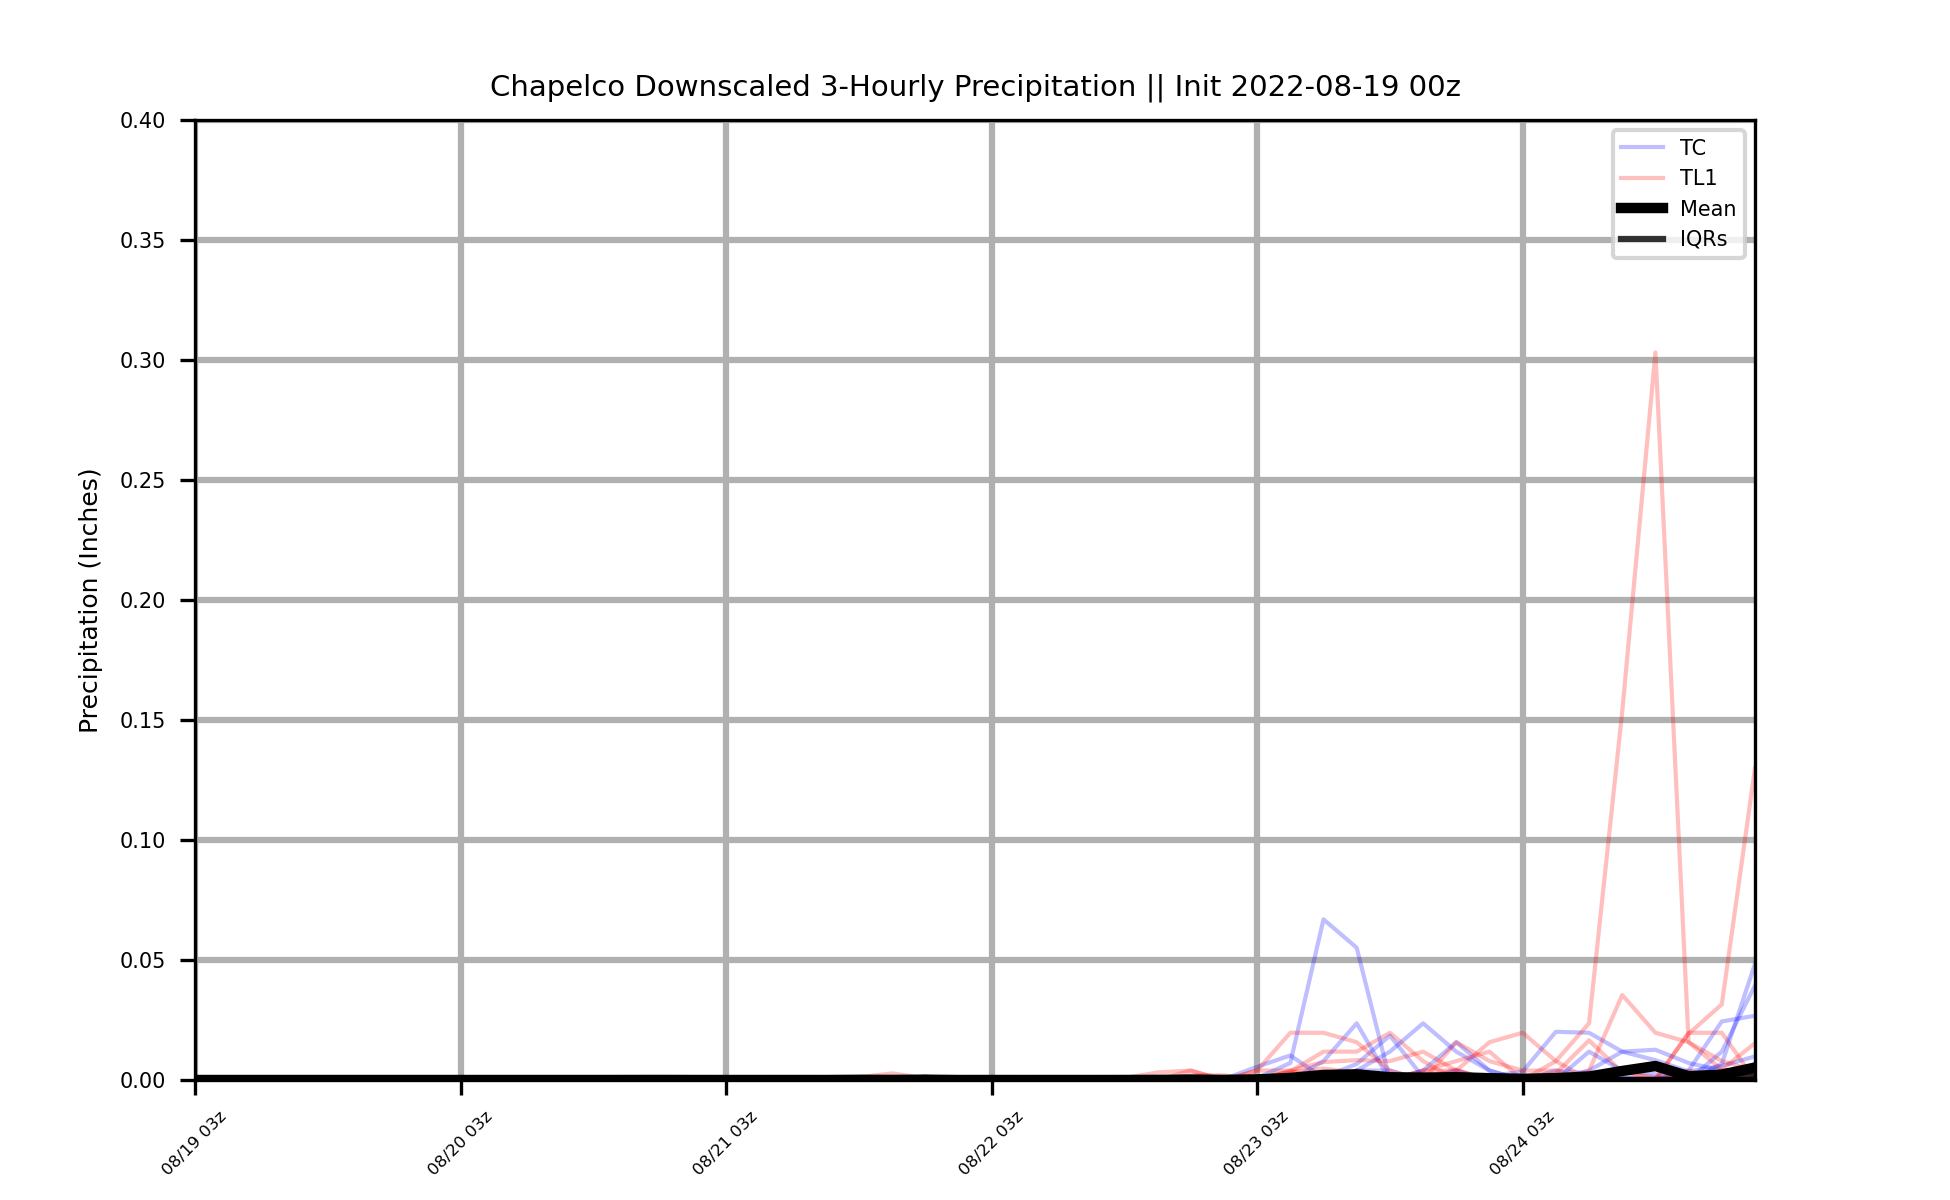 Chapelco Downscaled 3-Hourly Precipitation || Init 2022-08-19 00z
TC
TL1
Mean
IQRs
Precipitation (Inches)
0.40
0.35
0.30
0.25
0.20
0.15
0.10
0.05
0.00
08/19 03z
08/20 03z
08/21 03z
08/22 03z
08/23 03z
08/24 03z